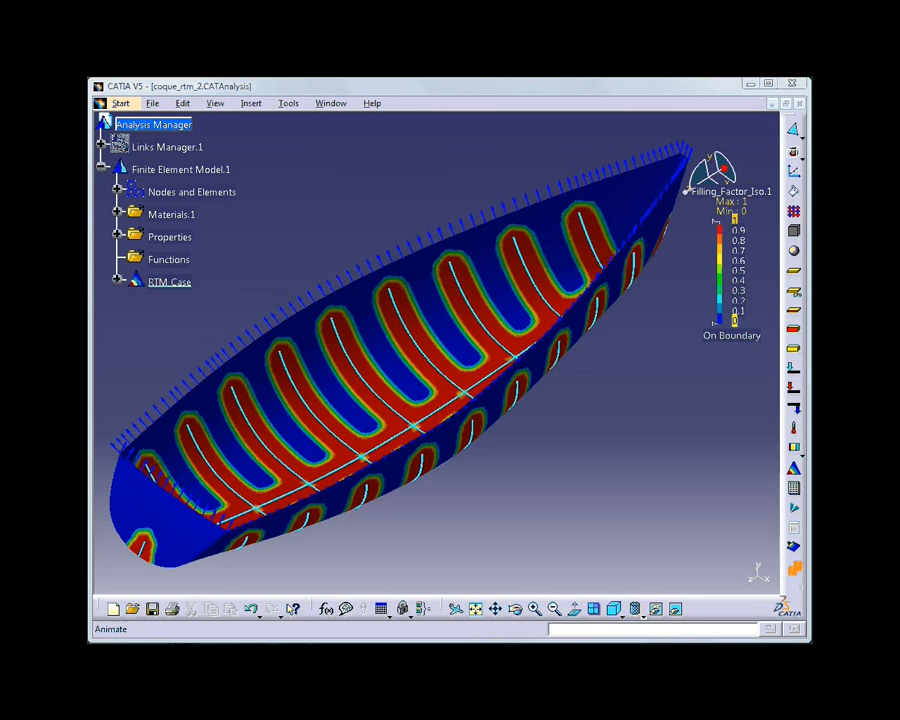 CATIA V5 - [coque_rtm_2.CATAnalysis]
Start File Edit View Insert Tools Window Help
Analysis Manager
Links Manager.1
Finite Element Model.1
Nodes and Elements
Materials.1
Properties
Functions
RTM Case
Filling_Factor_Iso.1
Max : 1
Min : 0
1
0.9
0.8
0.7
0.6
0.5
0.4
0.3
0.2
0.1
0
On Boundary
y
z x
f(x)
CATIA
Animate